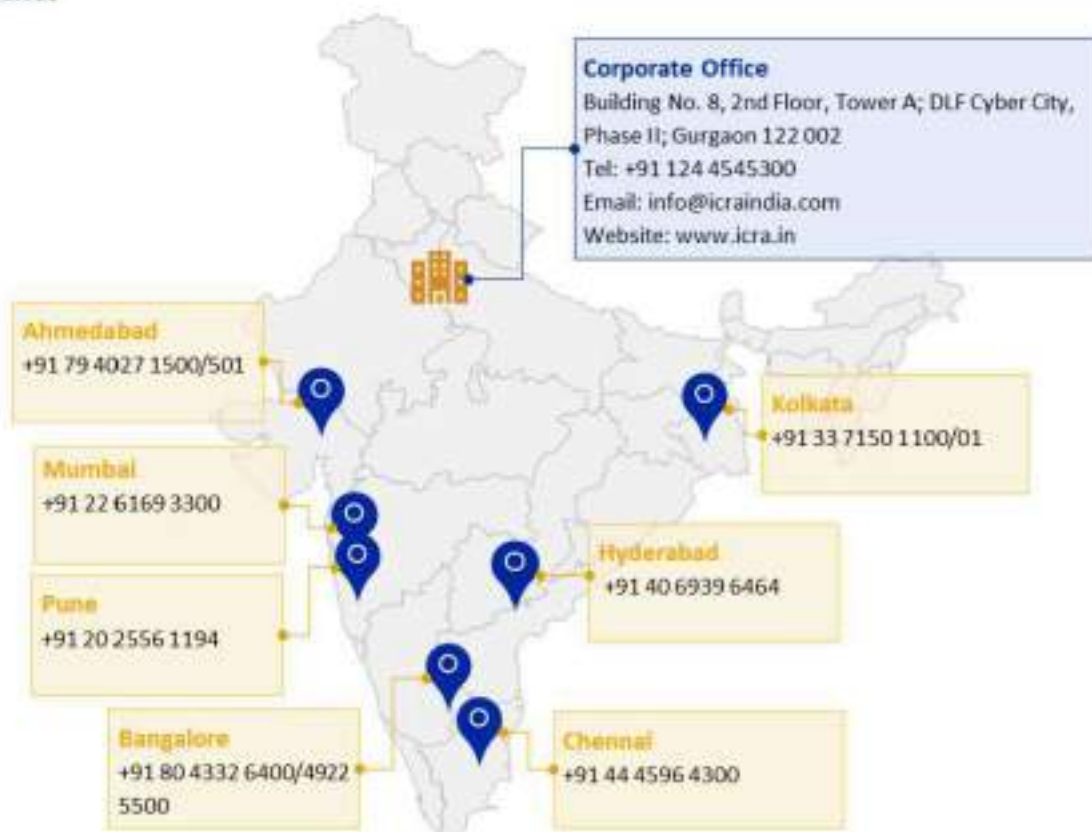 Corporate Office
Building No. 8, 2nd Floor, Tower A; DLF Cyber City,
Phase II; Gurgaon 122 002
Tel: +91 124 4545300
Email: info@icraindia.com
Website: www.icra.in
Ahmedabad
+91 79 4027 1500/501
Kolkata
+91 33 7150 1100/01
Mumbai
+91 22 6169 3300
Hyderabad
+91 40 6939 6464
Pune
+91 20 2556 1194
Bangalore
+91 80 4332 6400/4922
5500
Chennai
+91 44 4596 4300